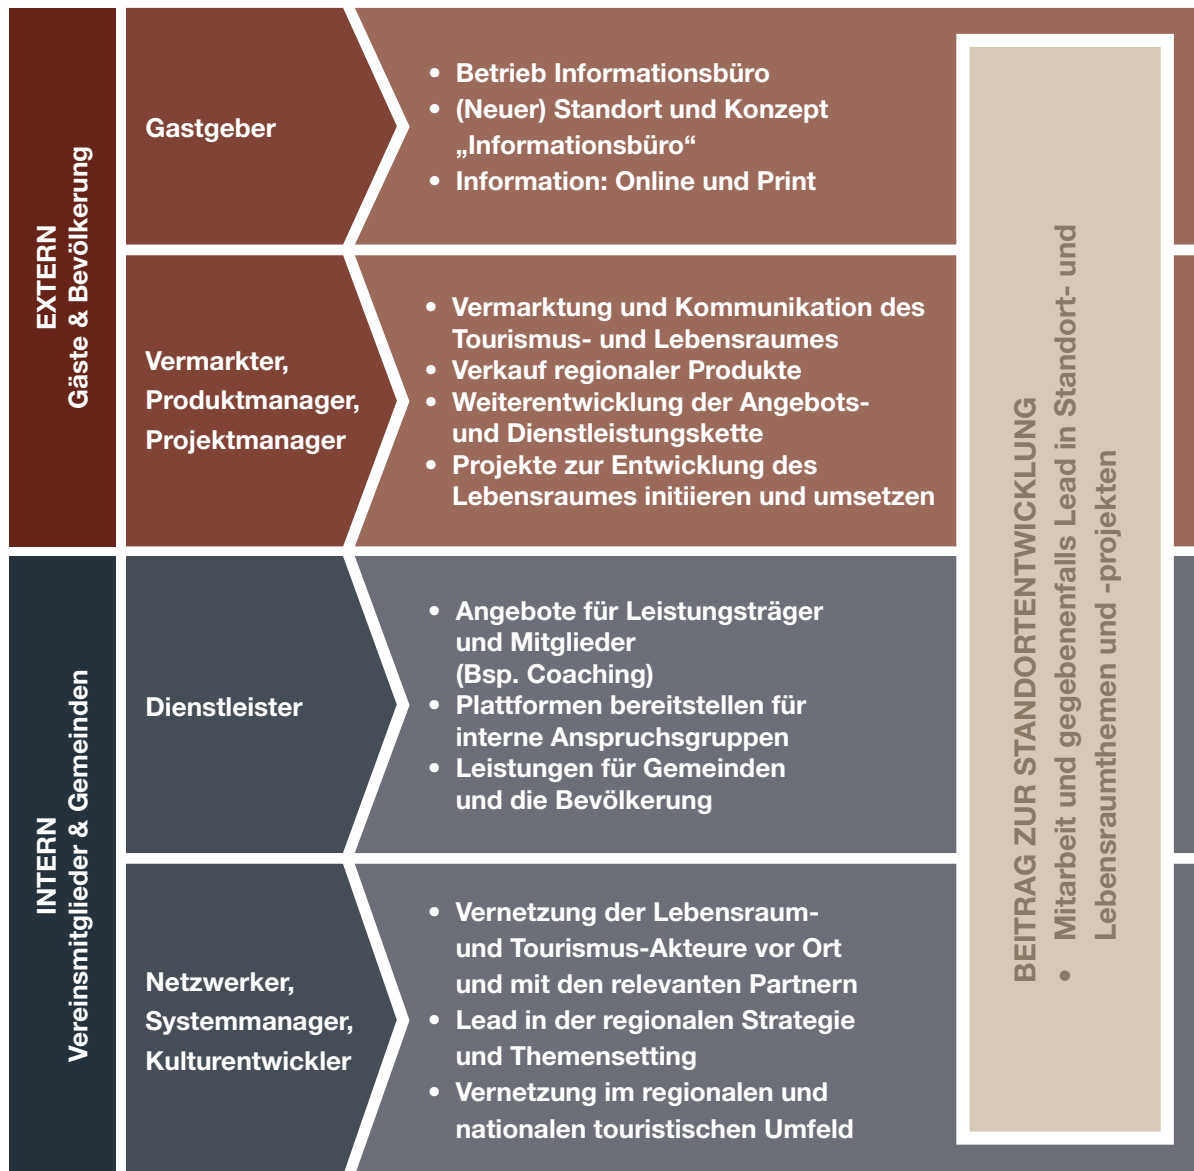 EXTERN
Gäste & Bevölkerung
Gastgeber
• Betrieb Informationsbüro
• (Neuer) Standort und Konzept
„Informationsbüro“
• Information: Online und Print
Vermarkter,
Produktmanager,
Projektmanager
• Vermarktung und Kommunikation des
Tourismus- und Lebensraumes
• Verkauf regionaler Produkte
• Weiterentwicklung der Angebots-
und Dienstleistungskette
• Projekte zur Entwicklung des
Lebensraumes initiieren und umsetzen
INTERN
Vereinsmitglieder & Gemeinden
Dienstleister
• Angebote für Leistungsträger
und Mitglieder
(Bsp. Coaching)
• Plattformen bereitstellen für
interne Anspruchsgruppen
• Leistungen für Gemeinden
und die Bevölkerung
Netzwerker,
Systemmanager,
Kulturentwickler
• Vernetzung der Lebensraum-
und Tourismus-Akteure vor Ort
und mit den relevanten Partnern
• Lead in der regionalen Strategie
und Themensetting
• Vernetzung im regionalen und
nationalen touristischen Umfeld
BEITRAG ZUR STANDORTENTWICKLUNG
• Mitarbeit und gegebenenfalls Lead in Standort- und
Lebensraumthemen und -projekten